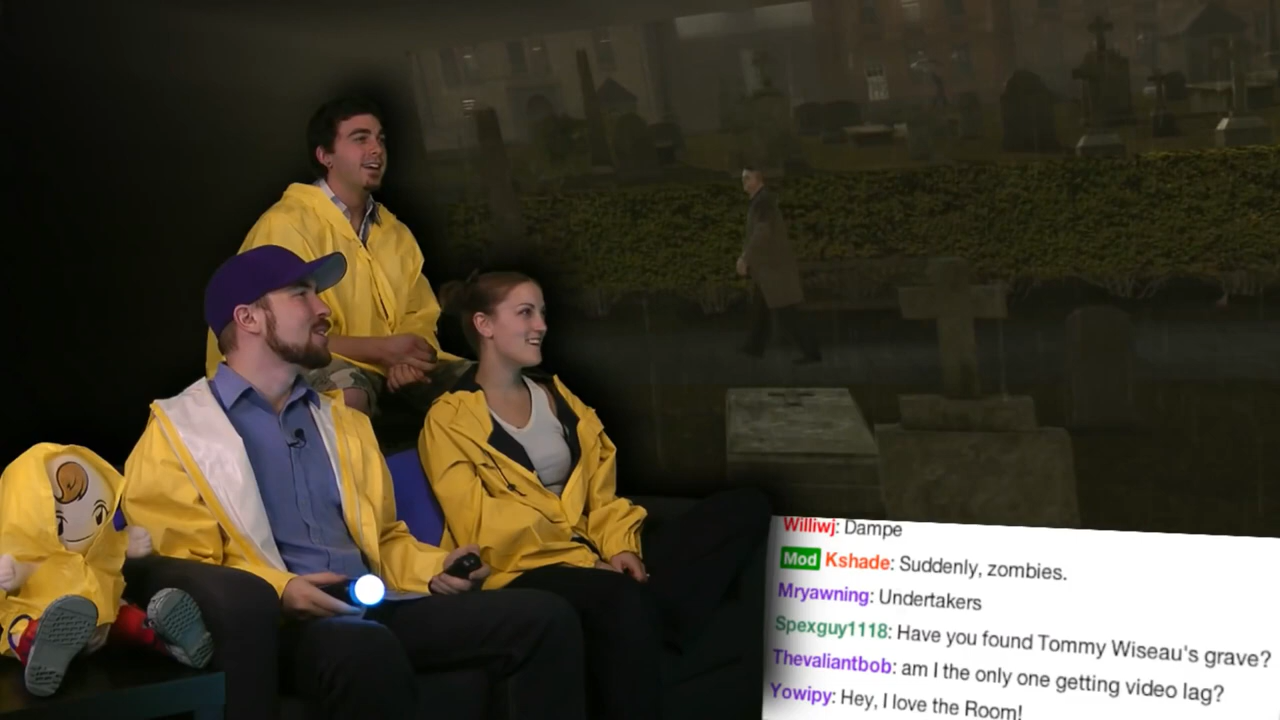 Williwj: Dampe
Mod Kshade: Suddenly, zombies.
Mryawning: Undertakers
Spexguy1118: Have you found Tommy Wiseau's grave?
Thevaliantbob: am I the only one getting video lag?
Yowipy: Hey, I love the Room!